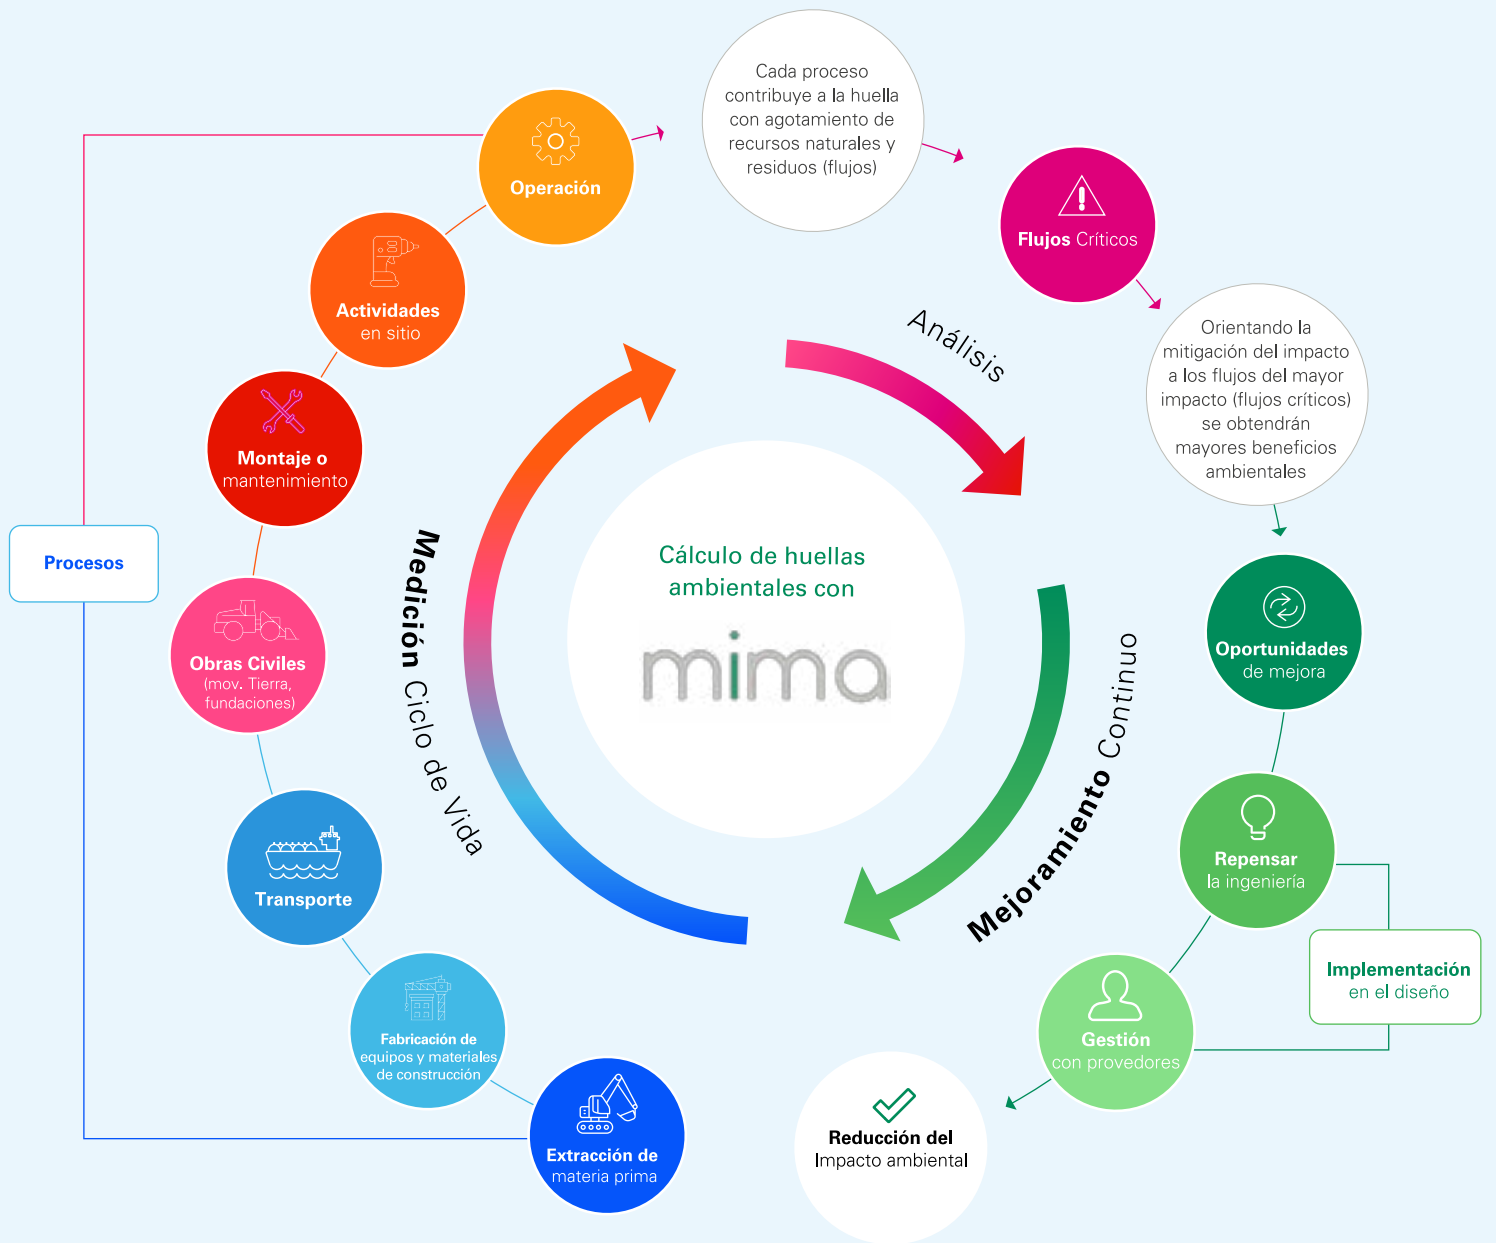 Cada proceso
contribuye a la huella
con agotamiento de
recursos naturales y
residuos (flujos)
Operación
Flujos Críticos
Actividades
en sitio
Análisis
Orientando la
mitigación del impacto
a los flujos del mayor
impacto (flujos críticos)
se obtendrán
mayores beneficios
ambientales
Montaje o
mantenimiento
Procesos
Medición Ciclo de Vida
Cálculo de huellas
ambientales con
mima
Mejoramiento Continuo
Oportunidades
de mejora
Obras Civiles
(mov. Tierra,
fundaciones)
Repensar
la ingeniería
Transporte
Implementación
en el diseño
Fabricación de
equipos y materiales
de construcción
Gestión
con provedores
Extracción de
materia prima
Reducción del
Impacto ambiental